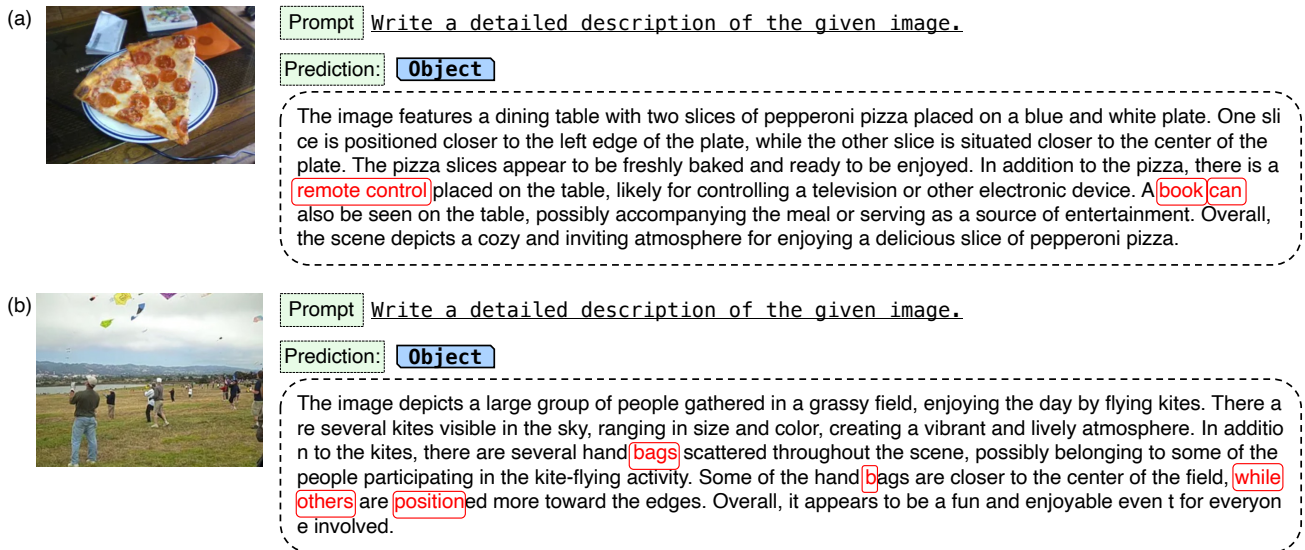 (a)
Prompt Write a detailed description of the given image.
Prediction: Object
The image features a dining table with two slices of pepperoni pizza placed on a blue and white plate. One sli
ce is positioned closer to the left edge of the plate, while the other slice is situated closer to the center of the
plate. The pizza slices appear to be freshly baked and ready to be enjoyed. In addition to the pizza, there is a
remote control placed on the table, likely for controlling a television or other electronic device. A book can
also be seen on the table, possibly accompanying the meal or serving as a source of entertainment. Overall,
the scene depicts a cozy and inviting atmosphere for enjoying a delicious slice of pepperoni pizza.
(b)
Prompt Write a detailed description of the given image.
Prediction: Object
The image depicts a large group of people gathered in a grassy field, enjoying the day by flying kites. There a
re several kites visible in the sky, ranging in size and color, creating a vibrant and lively atmosphere. In additio
n to the kites, there are several hand bags scattered throughout the scene, possibly belonging to some of the
people participating in the kite-flying activity. Some of the hand bags are closer to the center of the field, while
others are positioned more toward the edges. Overall, it appears to be a fun and enjoyable even t for everyon
e involved.